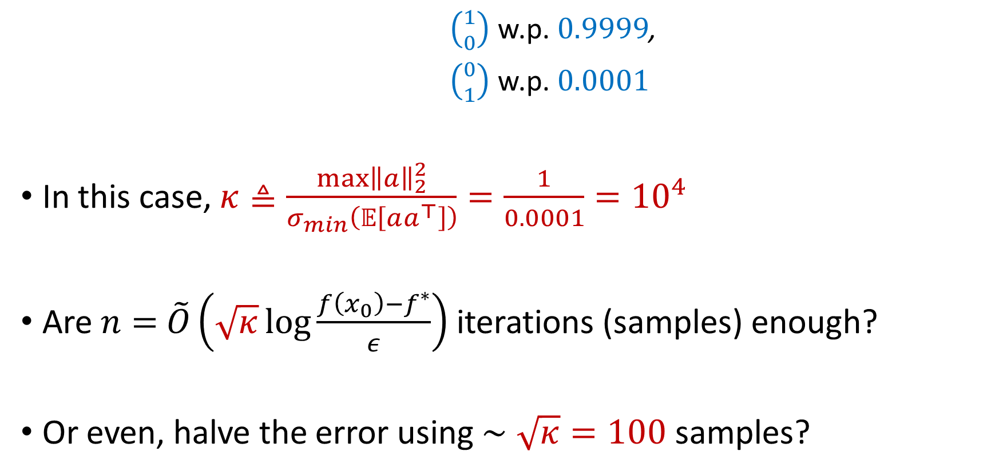 $\binom{1}{0}$ w.p. 0.9999,
$\binom{0}{1}$ w.p. 0.0001
• In this case, $\kappa \triangleq \frac{\max\|a\|_2^2}{\sigma_{min}(\mathbb{E}[aa^\top])} = \frac{1}{0.0001} = 10^4$
• Are $n = \tilde{O}\left(\sqrt{\kappa} \log \frac{f(x_0)-f^*}{\epsilon}\right)$ iterations (samples) enough?
• Or even, halve the error using $\sim \sqrt{\kappa} = 100$ samples?